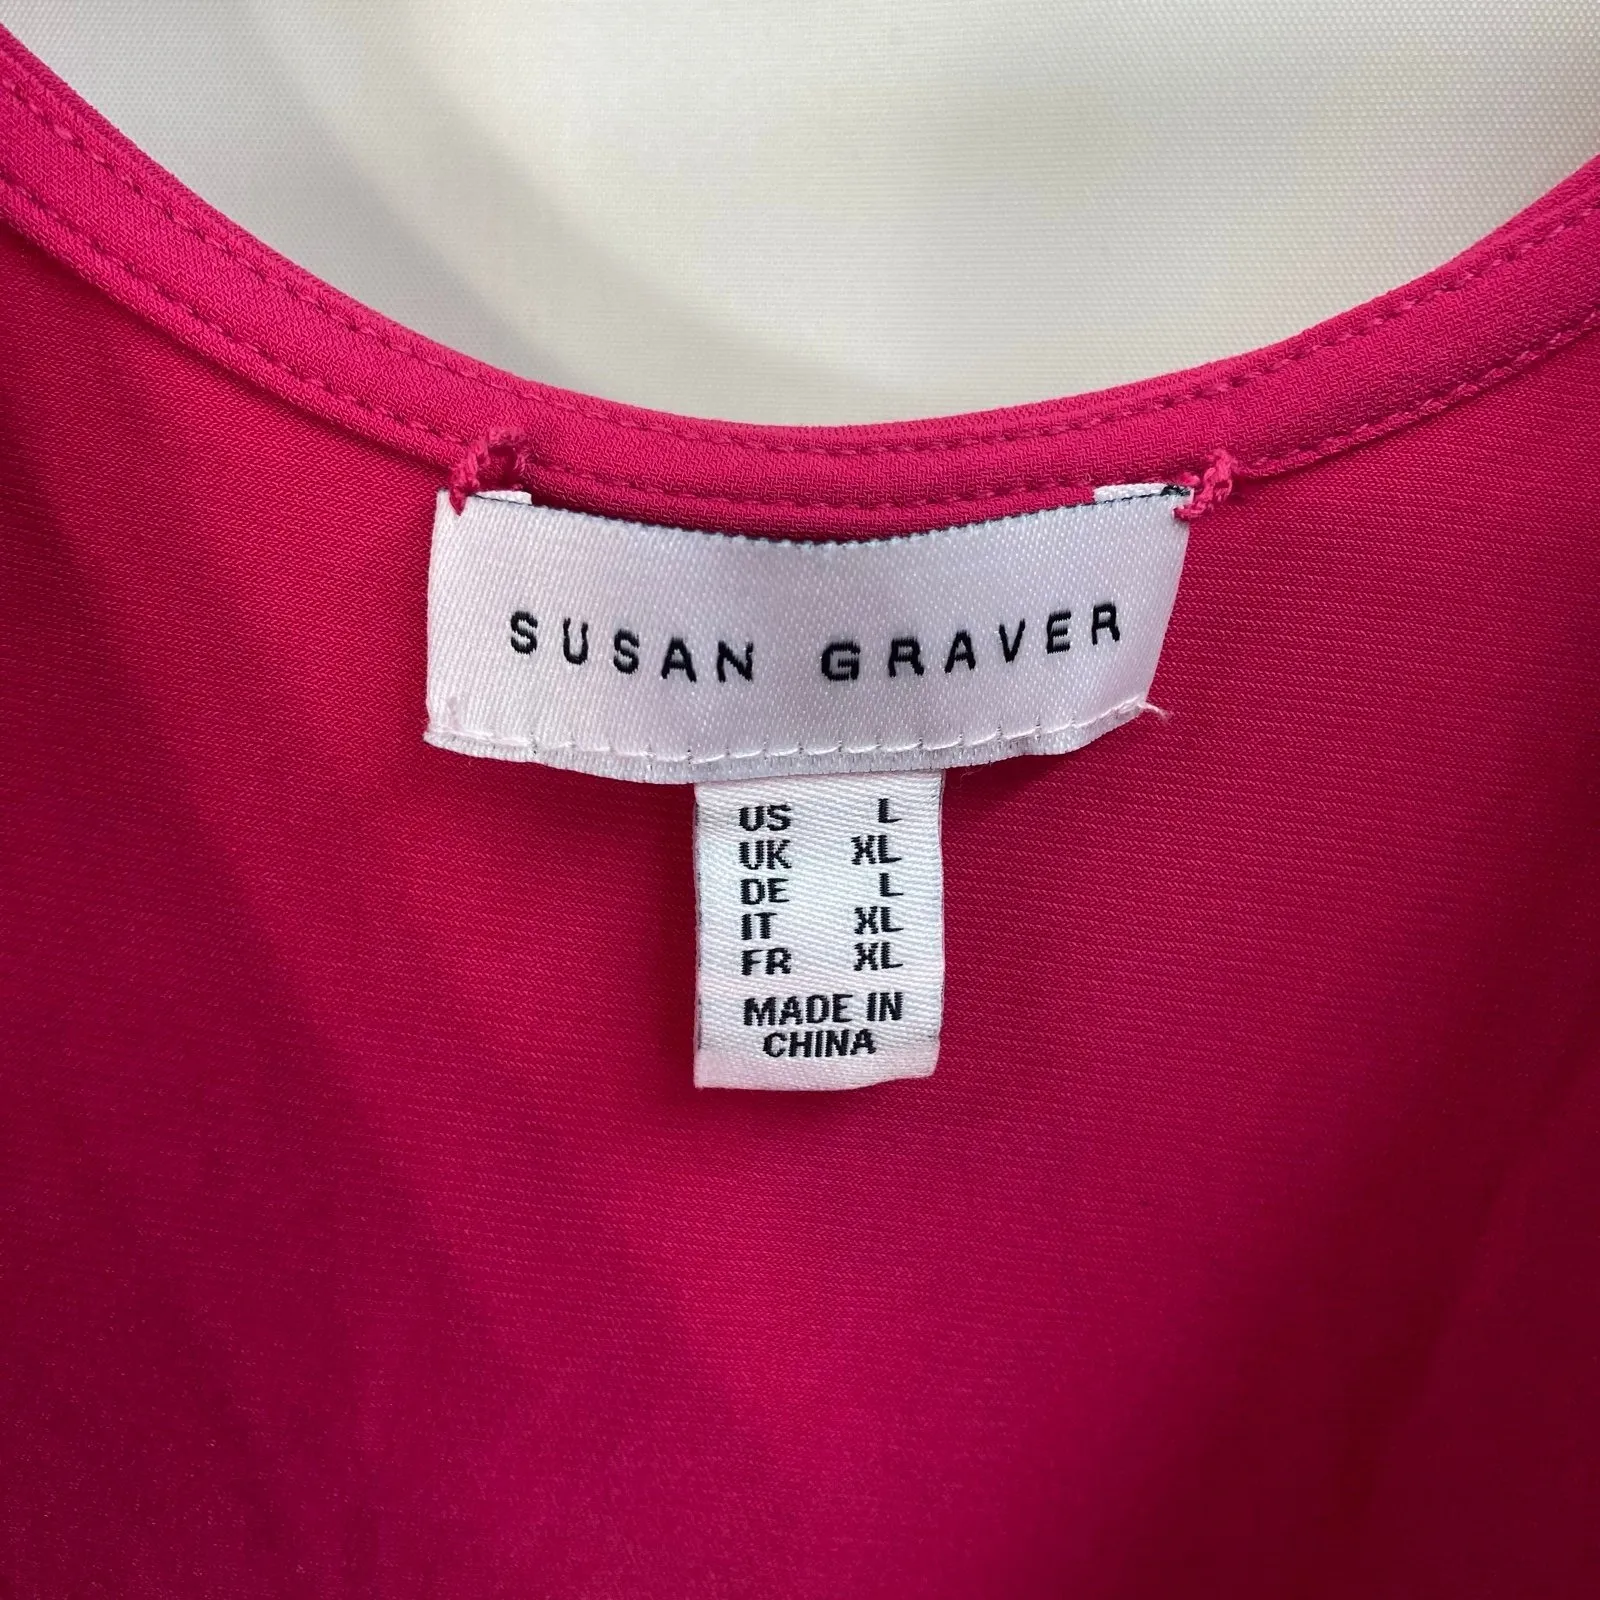 SUSAN GRAVER
US L
UK XL
DE L
IT XL
FR XL
MADE IN
CHINA